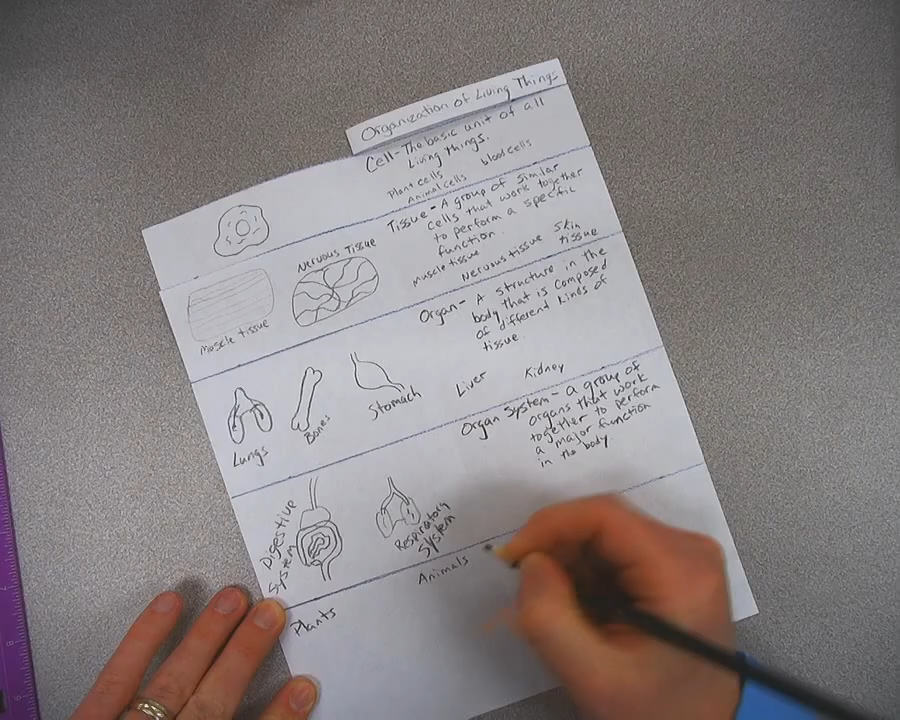 Organization of Living Things
Cell - The basic unit of all
Living things.
Plant cells
Animal cells
blood cells
Tissue - A group of similar
cells that work together
to perform a specific
function.
muscle tissue
Nervous tissue
Skin
tissue
Nervous Tissue
Muscle tissue
Organ - A structure in the
body that is composed
of different kinds of
tissue.
Liver
Kidney
Lungs
Bones
Stomach
Organ System - a group of
organs that work
together to perform
a major function
in the body.
Digestive
System
Respiratory
System
Plants
Animals